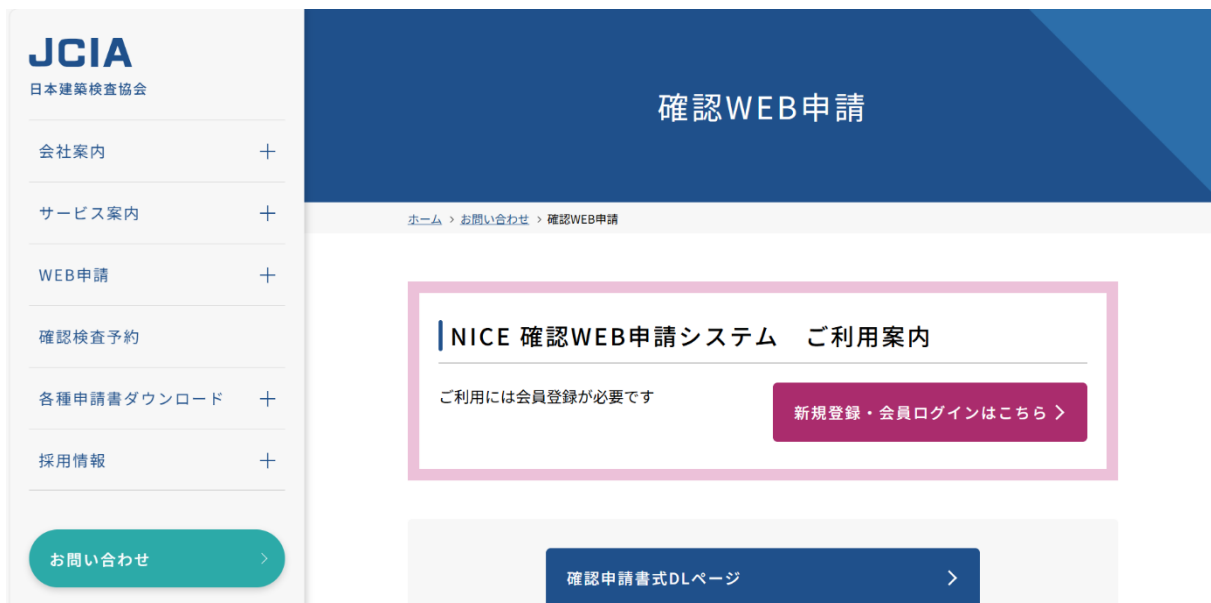 JCIA
日本建築検査協会
会社案内
サービス案内
WEB申請
確認検査予約
各種申請書ダウンロード
採用情報
お問い合わせ
確認WEB申請
ホーム > お問い合わせ > 確認WEB申請
NICE 確認WEB申請システム　ご利用案内
ご利用には会員登録が必要です
新規登録・会員ログインはこちら
確認申請書式DLページ